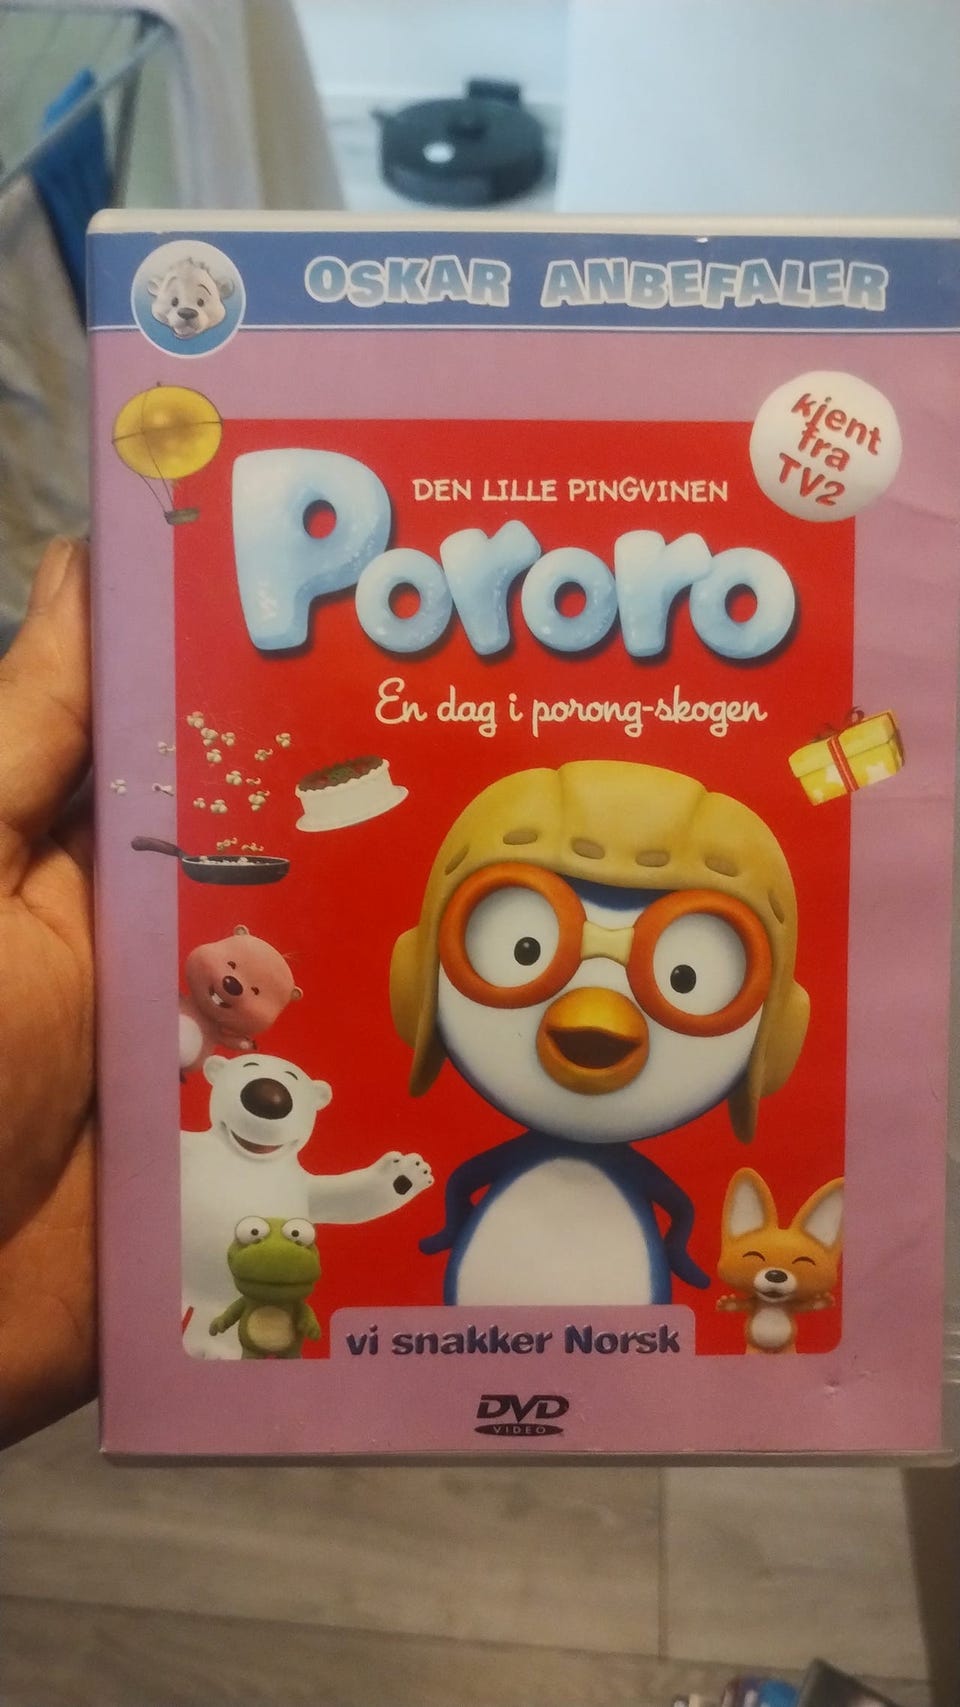 OSKAR ANBEFALER
kjent
fra
TV2
DEN LILLE PINGVINEN
Pororo
En dag i porong-skogen
vi snakker Norsk
DVD
VIDEO